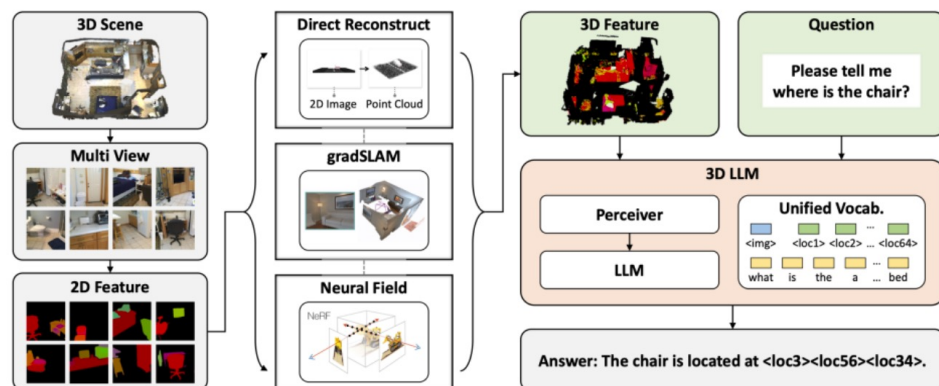 3D Scene
Multi View
2D Feature
Direct Reconstruct
2D Image
Point Cloud
gradSLAM
Neural Field
NeRF
3D Feature
Question
Please tell me
where is the chair?
3D LLM
Perceiver
LLM
Unified Vocab.
...
<img> <loc1> <loc2> ... <loc64>
...
what is the a ... bed
Answer: The chair is located at <loc3><loc56><loc34>.